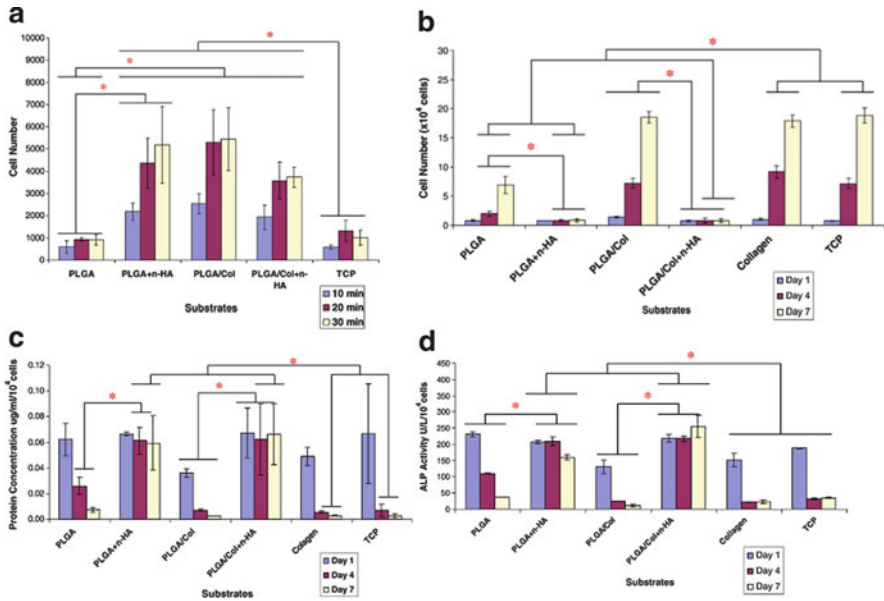 a
10000
9000
8000
7000
6000
5000
4000
3000
2000
1000
0
Cell Number
*
*
*
PLGA
PLGA+n-HA
PLGA/Col
PLGA/Col+n-
HA
TCP
Substrates
10 min
20 min
30 min
b
30
25
20
15
10
5
0
Cell Number (x10⁴ cells)
*
*
*
PLGA
PLGA+n-HA
PLGA/Col
PLGA/Col+n-HA
Collagen
TCP
Substrates
Day 1
Day 4
Day 7
c
0.12
0.10
0.08
0.06
0.04
0.02
0.00
Protein Concentration ug/ml/10⁴cells
*
*
*
PLGA
PLGA+n-HA
PLGA/Col
PLGA/Col+n-HA
Colagen
TCP
Substrates
Day 1
Day 4
Day 7
d
450
400
350
300
250
200
150
100
50
0
ALP Activity U/L/10⁴cells
*
*
*
PLGA
PLGA+n-HA
PLGA/Col
PLGA/Col+n-HA
Collagen
TCP
Substrates
Day 1
Day 4
Day 7